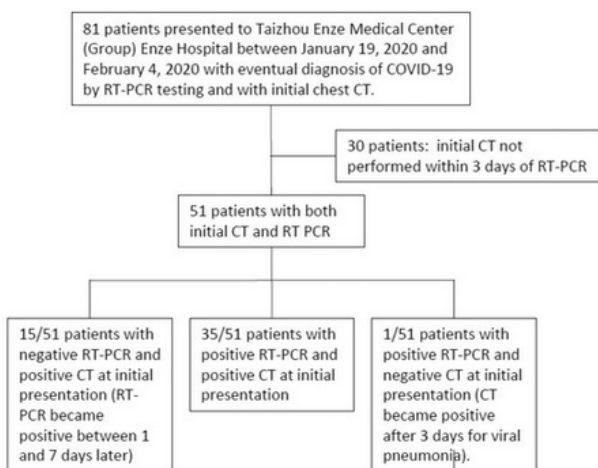 81 patients presented to Taizhou Enze Medical Center
(Group) Enze Hospital between January 19, 2020 and
February 4, 2020 with eventual diagnosis of COVID-19
by RT-PCR testing and with initial chest CT.
30 patients:  initial CT not
performed within 3 days of RT-PCR
51 patients with both
initial CT and RT PCR
15/51 patients with
negative RT-PCR and
positive CT at initial
presentation (RT-
PCR became
positive between 1
and 7 days later)
35/51 patients with
positive RT-PCR and
positive CT at initial
presentation
1/51 patients with
positive RT-PCR and
negative CT at initial
presentation (CT
became positive
after 3 days for viral
pneumonia).